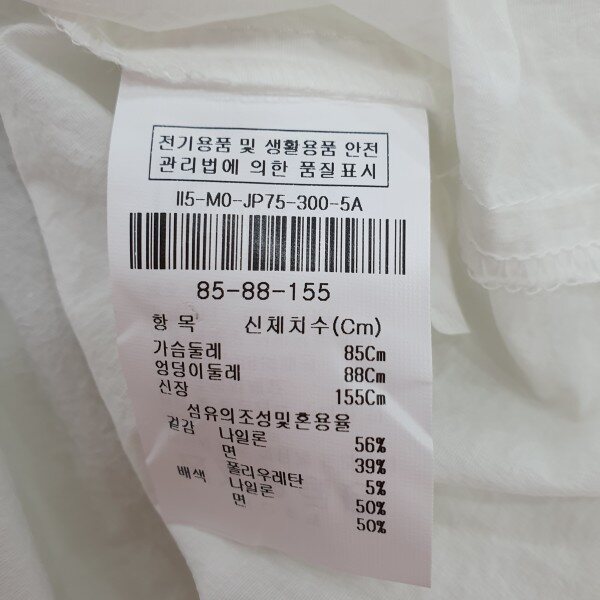 전기용품 및 생활용품 안전
관리법에 의한 품질표시
II5-M0-JP75-300-5A
85-88-155
항 목 신체치수(Cm)
가슴둘레 85Cm
엉덩이둘레 88Cm
신장 155Cm
섬유의조성및혼용율
겉감 나일론 56%
면 39%
폴리우레탄 5%
배색 나일론 50%
면 50%